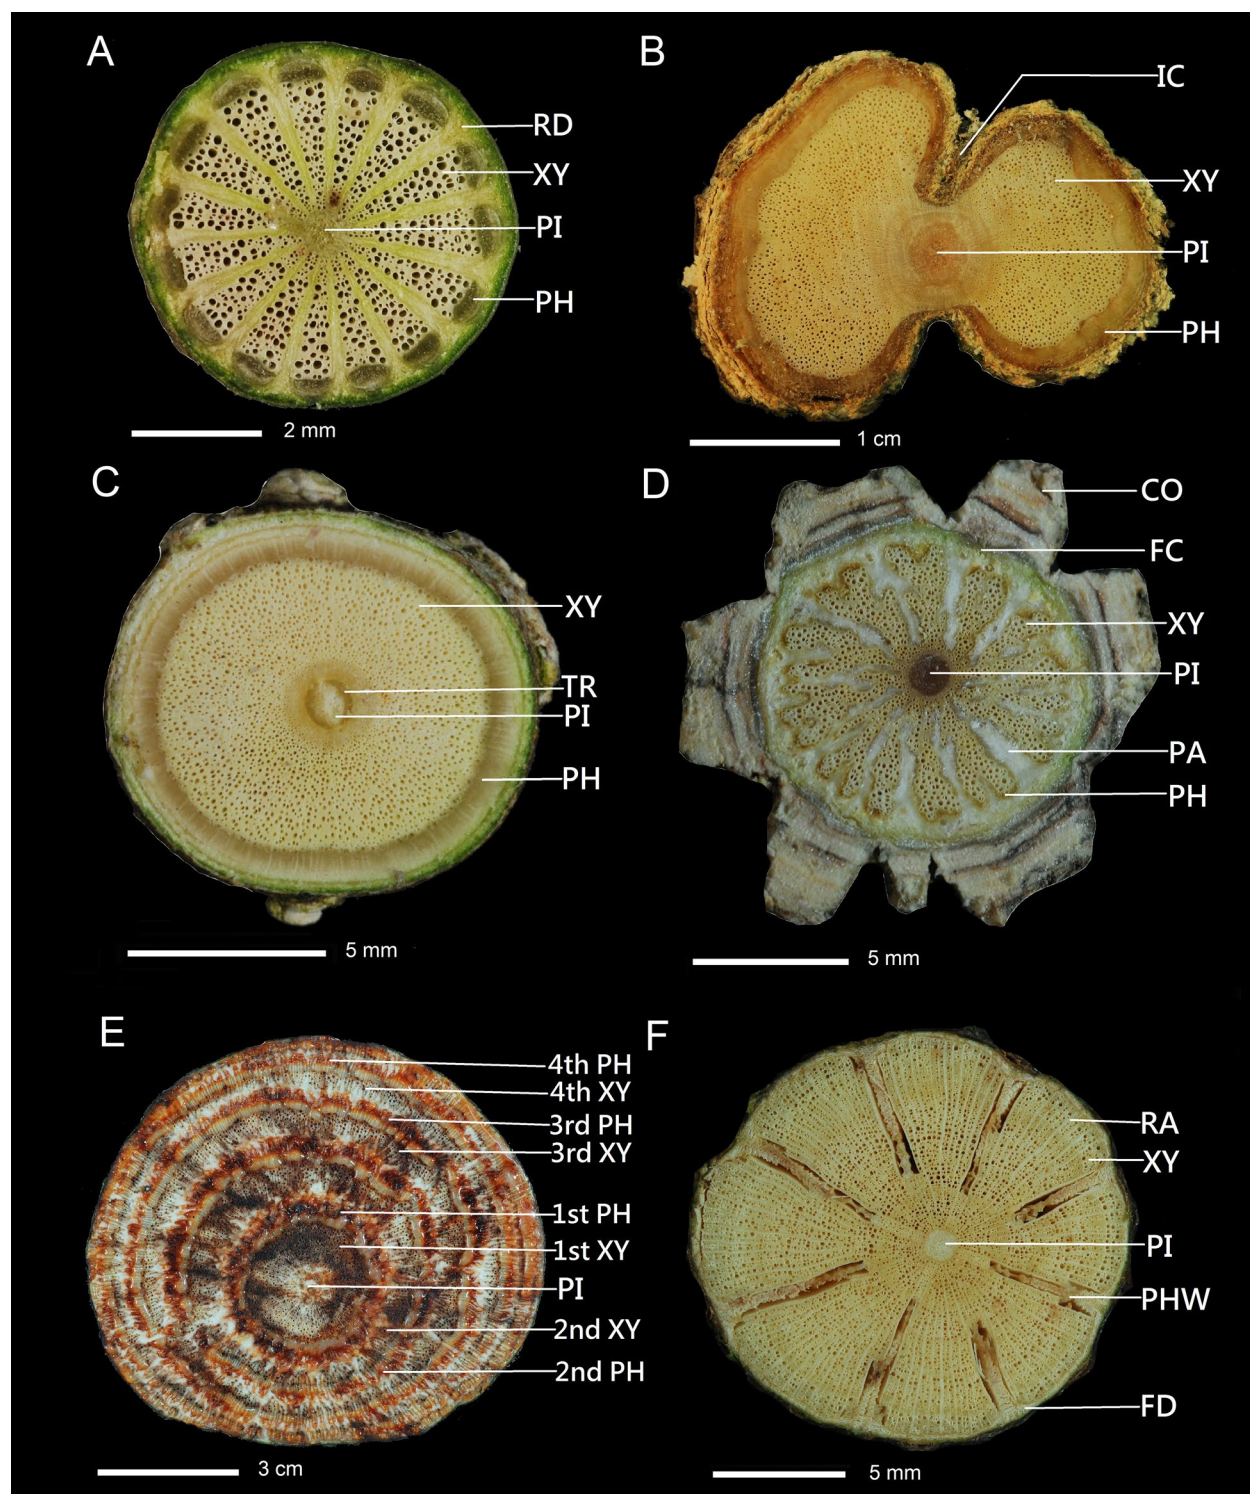 A
RD
XY
PI
PH
2 mm
B
IC
XY
PI
PH
1 cm
C
XY
TR
PI
PH
5 mm
D
CO
FC
XY
PI
PA
PH
5 mm
E
4th PH
4th XY
3rd PH
3rd XY
1st PH
1st XY
PI
2nd XY
2nd PH
3 cm
F
RA
XY
PI
PHW
FD
5 mm